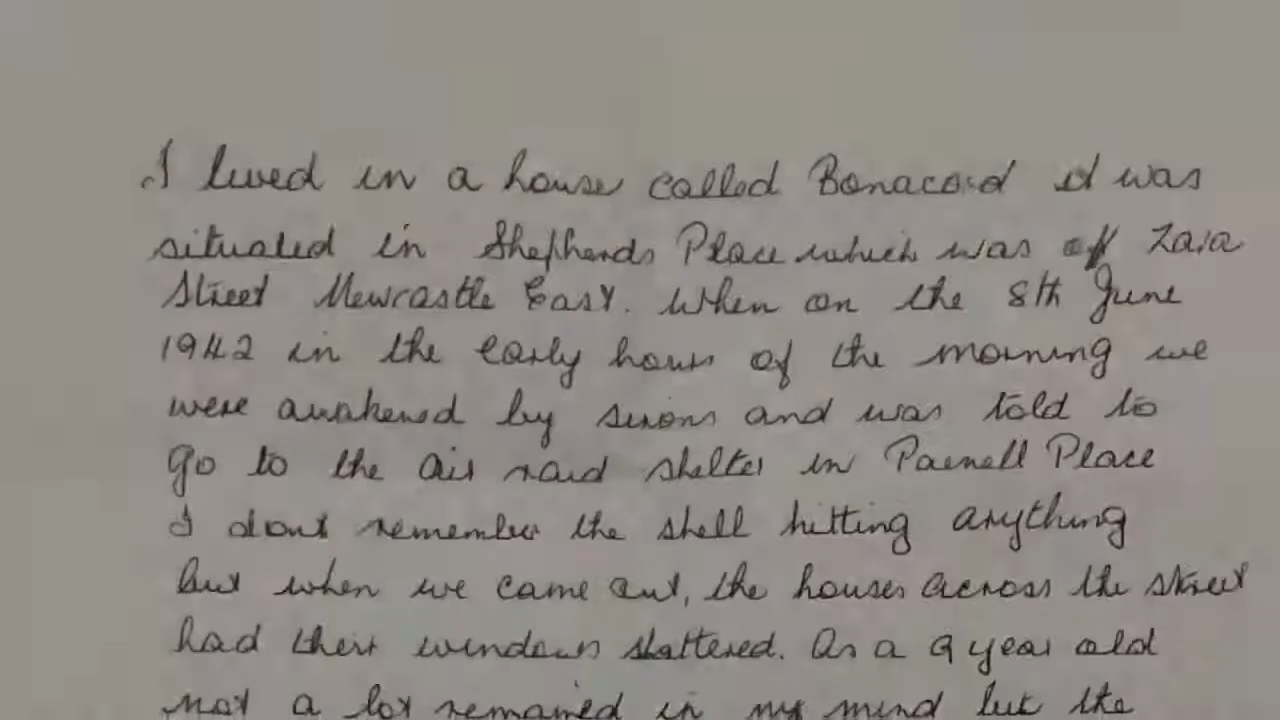 I lived in a house called Bonacord it was
situated in Shepherds Place which was off Zara
Street Newcastle East. When on the 8th June
1942 in the early hours of the morning we
were awakened by sirons and was told to
go to the air raid shelter in Parnell Place
I dont remember the shell hitting anything
but when we came out, the houses across the street
had their windows shattered. As a 9 year old
not a lot remained in my mind but the